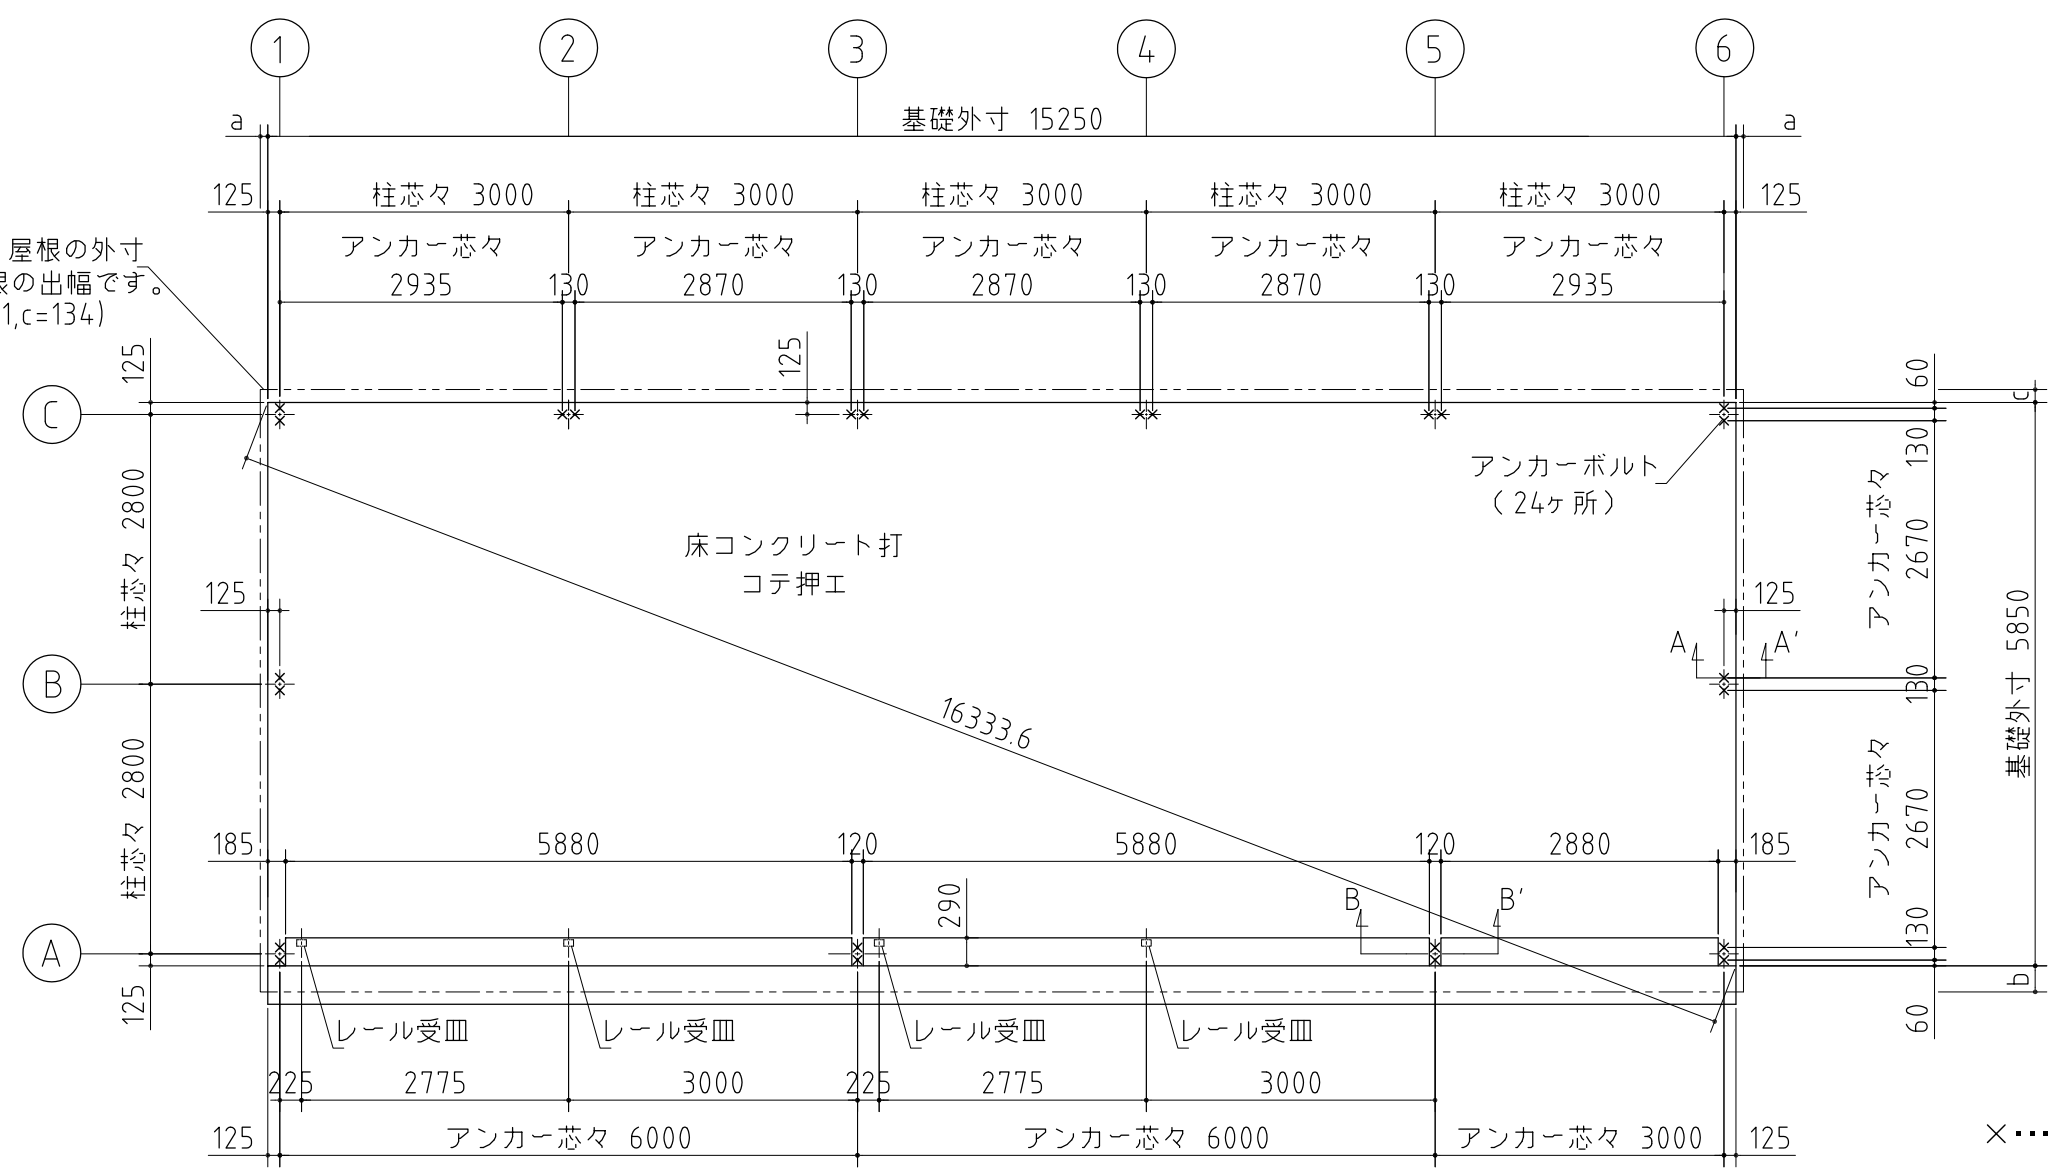 1 2 3 4 5 6
a 基礎外寸 15250 a
125 柱芯々 3000 柱芯々 3000 柱芯々 3000 柱芯々 3000 柱芯々 3000 125
アンカー芯々 アンカー芯々 アンカー芯々 アンカー芯々 アンカー芯々
2935 130 2870 130 2870 130 2870 130 2935
屋根の外寸
の出幅です。
1,c=134)
125
125
60
c
C
130
アンカーボルト
(24ケ所)
柱芯々 2800
アンカー芯々
2670
床コンクリート打
コテ押エ
125
125
A A'
基礎外寸 5850
B
130
16333.6
柱芯々 2800
アンカー芯々
2670
185 5880 120 5880 120 2880 185
290
B B'
130
A
125
b
60
レール受皿 レール受皿 レール受皿 レール受皿
225 2775 3000 225 2775 3000
125 アンカー芯々 6000 アンカー芯々 6000 アンカー芯々 3000 125
×…